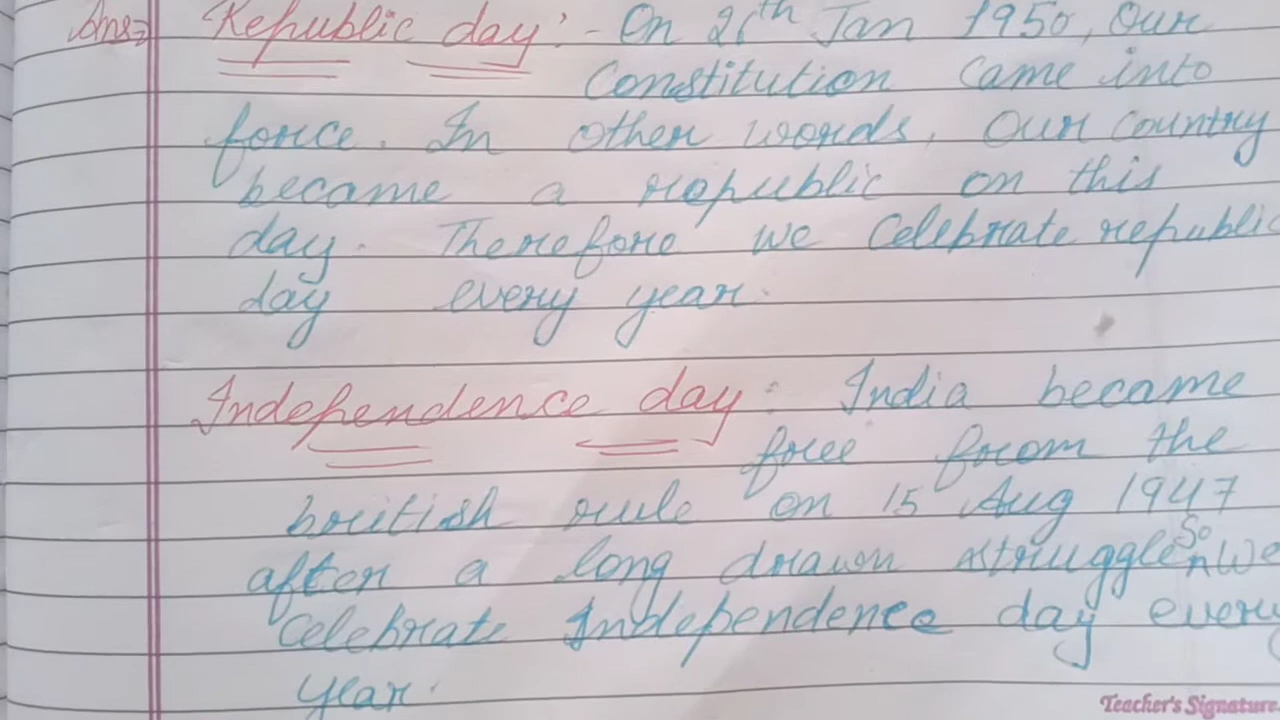 Ans= Republic day :- On 26th Jan 1950, Our
Constitution came into
force. In other words, our country
became a republic on this
day. Therefore we celebrate republic
day every year.
Independence day : India became
free from the
british rule on 15 Aug 1947
after a long drawn struggle. So we
celebrate Independence day every
year.
Teacher's Signature